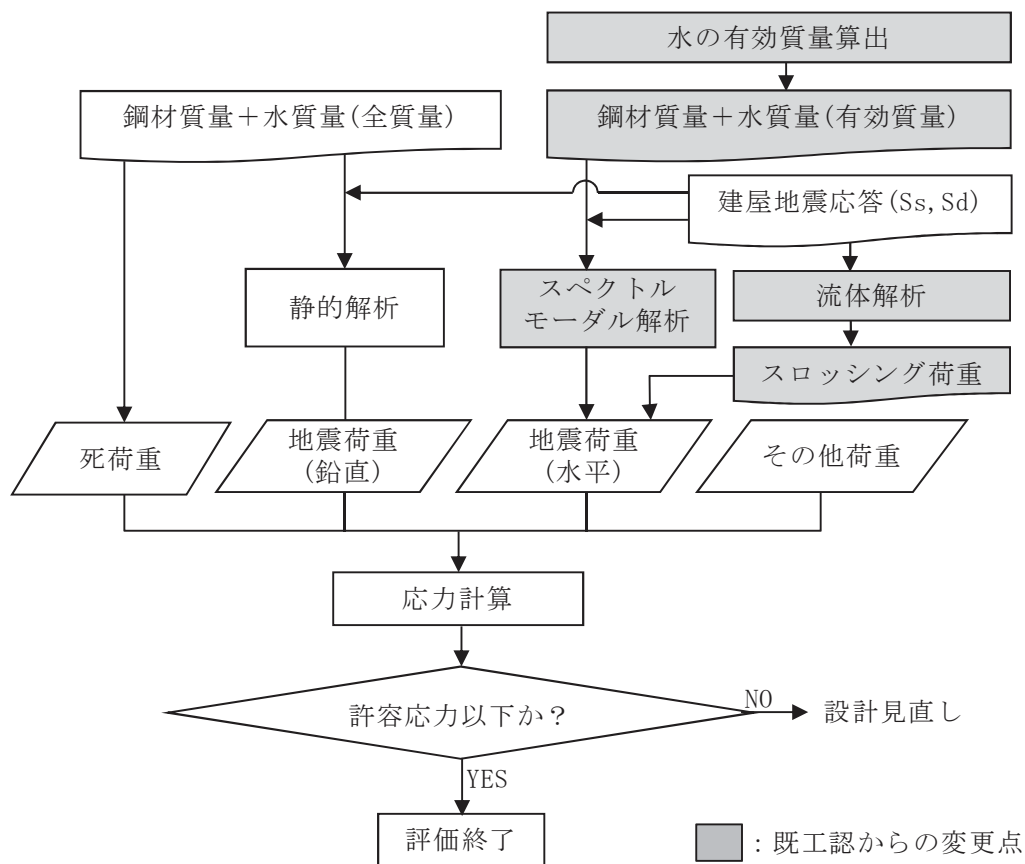 水の有効質量算出
鋼材質量＋水質量(全質量)
鋼材質量＋水質量(有効質量)
建屋地震応答(Ss,Sd)
静的解析
スペクトル
モーダル解析
流体解析
スロッシング荷重
死荷重
地震荷重
(鉛直)
地震荷重
(水平)
その他荷重
応力計算
許容応力以下か？
NO
設計見直し
YES
評価終了
：既工認からの変更点